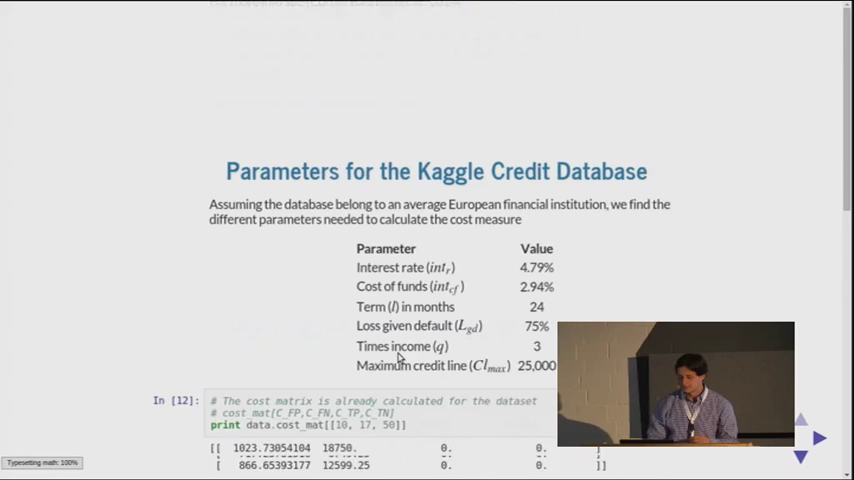 Parameters for the Kaggle Credit Database
Assuming the database belong to an average European financial institution, we find the
different parameters needed to calculate the cost measure
Parameter Value
Interest rate (int_r) 4.79%
Cost of funds (int_cf) 2.94%
Term (l) in months 24
Loss given default (L_gd) 75%
Times income (q) 3
Maximum credit line (Cl_max) 25,000
In [12]: # The cost matrix is already calculated for the dataset
# cost_mat[C_FP,C_FN,C_TP,C_TN]
print data.cost_mat[[10, 17, 50]]
[[ 1023.73054104 18750. 0. 0. ]
866.65393177 12599.25 0. 0. ]]
Typesetting math: 100%